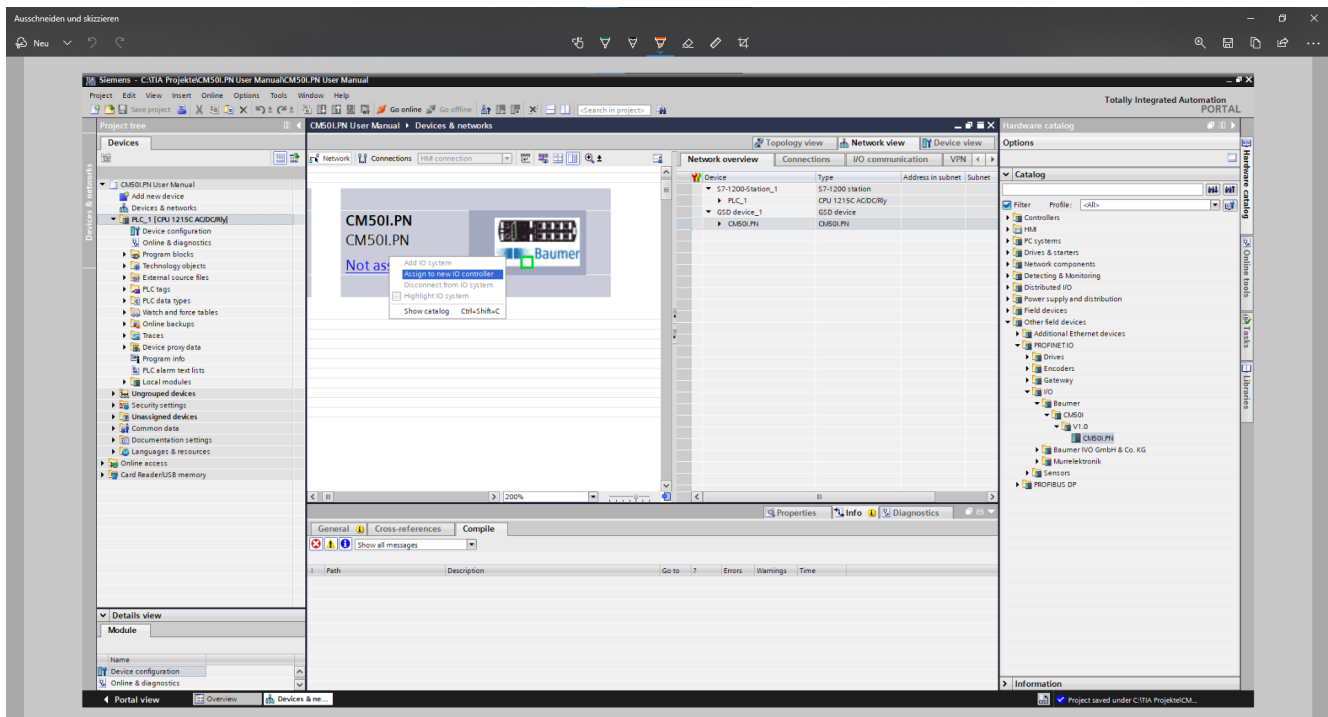 Ausschneiden und skizzieren
Neu
Siemens - C:\TIA Projekte\CM50I.PN User Manual\CM50I.PN User Manual
Project Edit View Insert Online Options Tools Window Help
Totally Integrated Automation
PORTAL
Save project Go online Go offline <Search in project>
Project tree
CM50I.PN User Manual Devices & networks
Hardware catalog
Devices
Topology view Network view Device view
Options
Network Connections HMI connection
Network overview Connections I/O communication VPN
Catalog
Filter Profile: <All>
CM50I.PN User Manual
Add new device
Devices & networks
PLC_1 [CPU 1215C AC/DC/Rly]
Device configuration
Online & diagnostics
Program blocks
Technology objects
External source files
PLC tags
PLC data types
Watch and force tables
Online backups
Traces
Device proxy data
Program info
PLC alarm text lists
Local modules
Ungrouped devices
Security settings
Unassigned devices
Common data
Documentation settings
Languages & resources
Online access
Card Reader/USB memory
CM50I.PN
CM50I.PN
Not as
Baumer
Add IO system
Assign to new IO controller
Disconnect from IO system
Highlight IO system
Show catalog Ctrl+Shift+C
200%
Device Type Address in subnet Subnet
S7-1200-Station_1 S7-1200 station
PLC_1 CPU 1215C AC/DC/Rly
GSD device_1 GSD device
CM50I.PN CM50I.PN
Controllers
HMI
PC systems
Drives & starters
Network components
Detecting & Monitoring
Distributed I/O
Power supply and distribution
Field devices
Other field devices
Additional Ethernet devices
PROFINET IO
Drives
Encoders
Gateway
I/O
Baumer
CM50I
V1.0
CM50I.PN
Baumer IVO GmbH & Co. KG
Murrelektronik
Sensors
PROFIBUS DP
Devices & networks
Hardware catalog
Online tools
Tasks
Libraries
Properties Info Diagnostics
General Cross-references Compile
Show all messages
! Path Description Go to ? Errors Warnings Time
Details view
Module
Name
Device configuration
Online & diagnostics
Information
Portal view Overview Devices & ne...
Project saved under C:\TIA Projekte\CM...